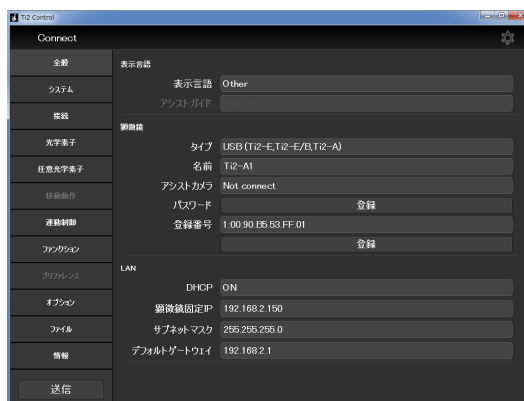 Ti2 Control
Connect
全般
システム
接続
光学素子
任意光学素子
移動動作
連動制御
ファンクション
プリファレンス
オプション
ファイル
情報
送信
表示言語
表示言語 Other
アシストガイド
顕微鏡
タイプ USB (Ti2-E,Ti2-E/B,Ti2-A)
名前 Ti2-A1
アシストカメラ Not connect
パスワード 登録
登録番号 1:00.90.B5.53.FF.01
登録
LAN
DHCP ON
顕微鏡固定IP 192.168.2.150
サブネットマスク 255.255.255.0
デフォルトゲートウェイ 192.168.2.1